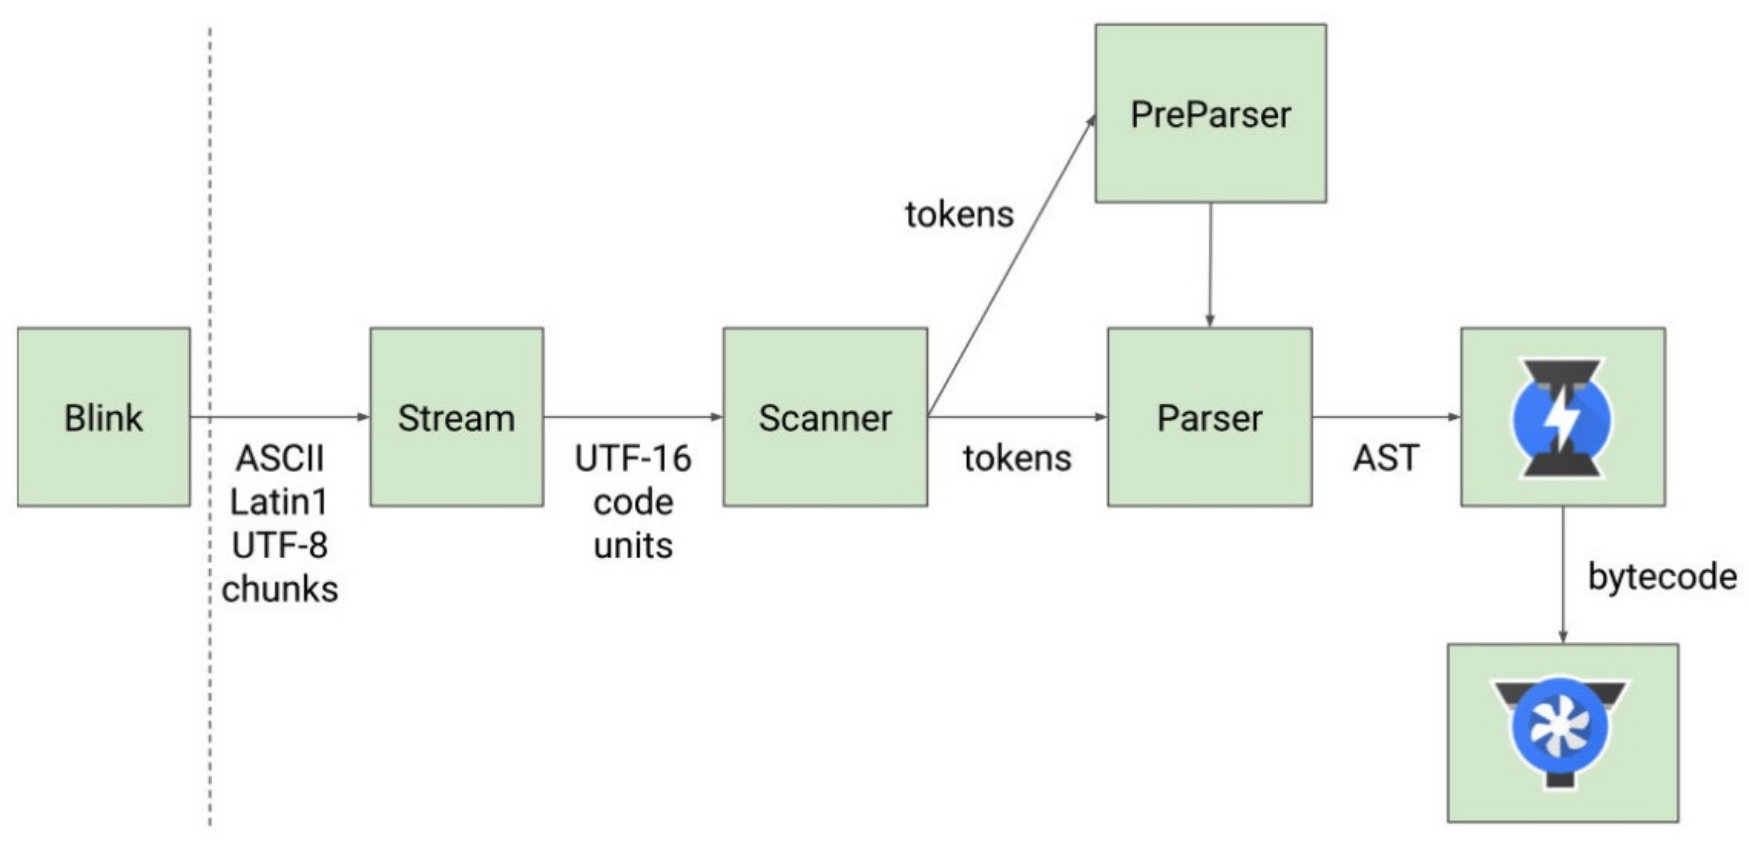 PreParser
tokens
Blink
Stream
Scanner
Parser
ASCII
Latin1
UTF-8
chunks
UTF-16
code
units
tokens
AST
bytecode